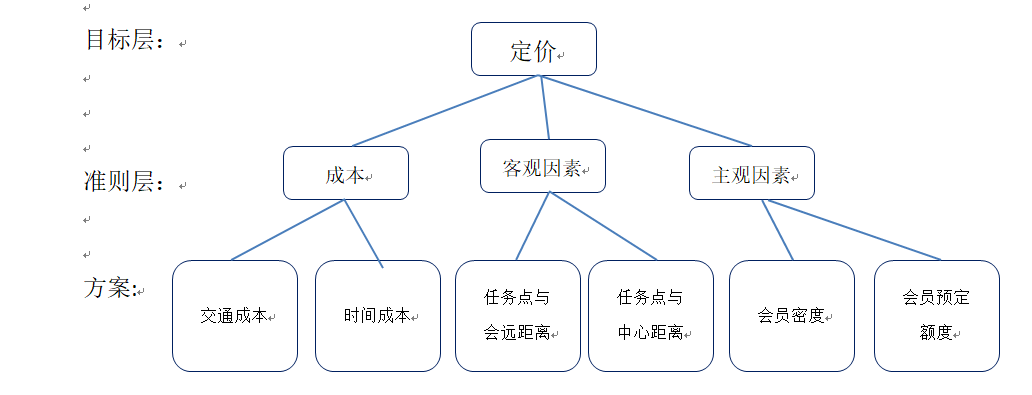 目标层：
定价
准则层：
成本
客观因素
主观因素
方案:
交通成本
时间成本
任务点与
会远距离
任务点与
中心距离
会员密度
会员预定
额度